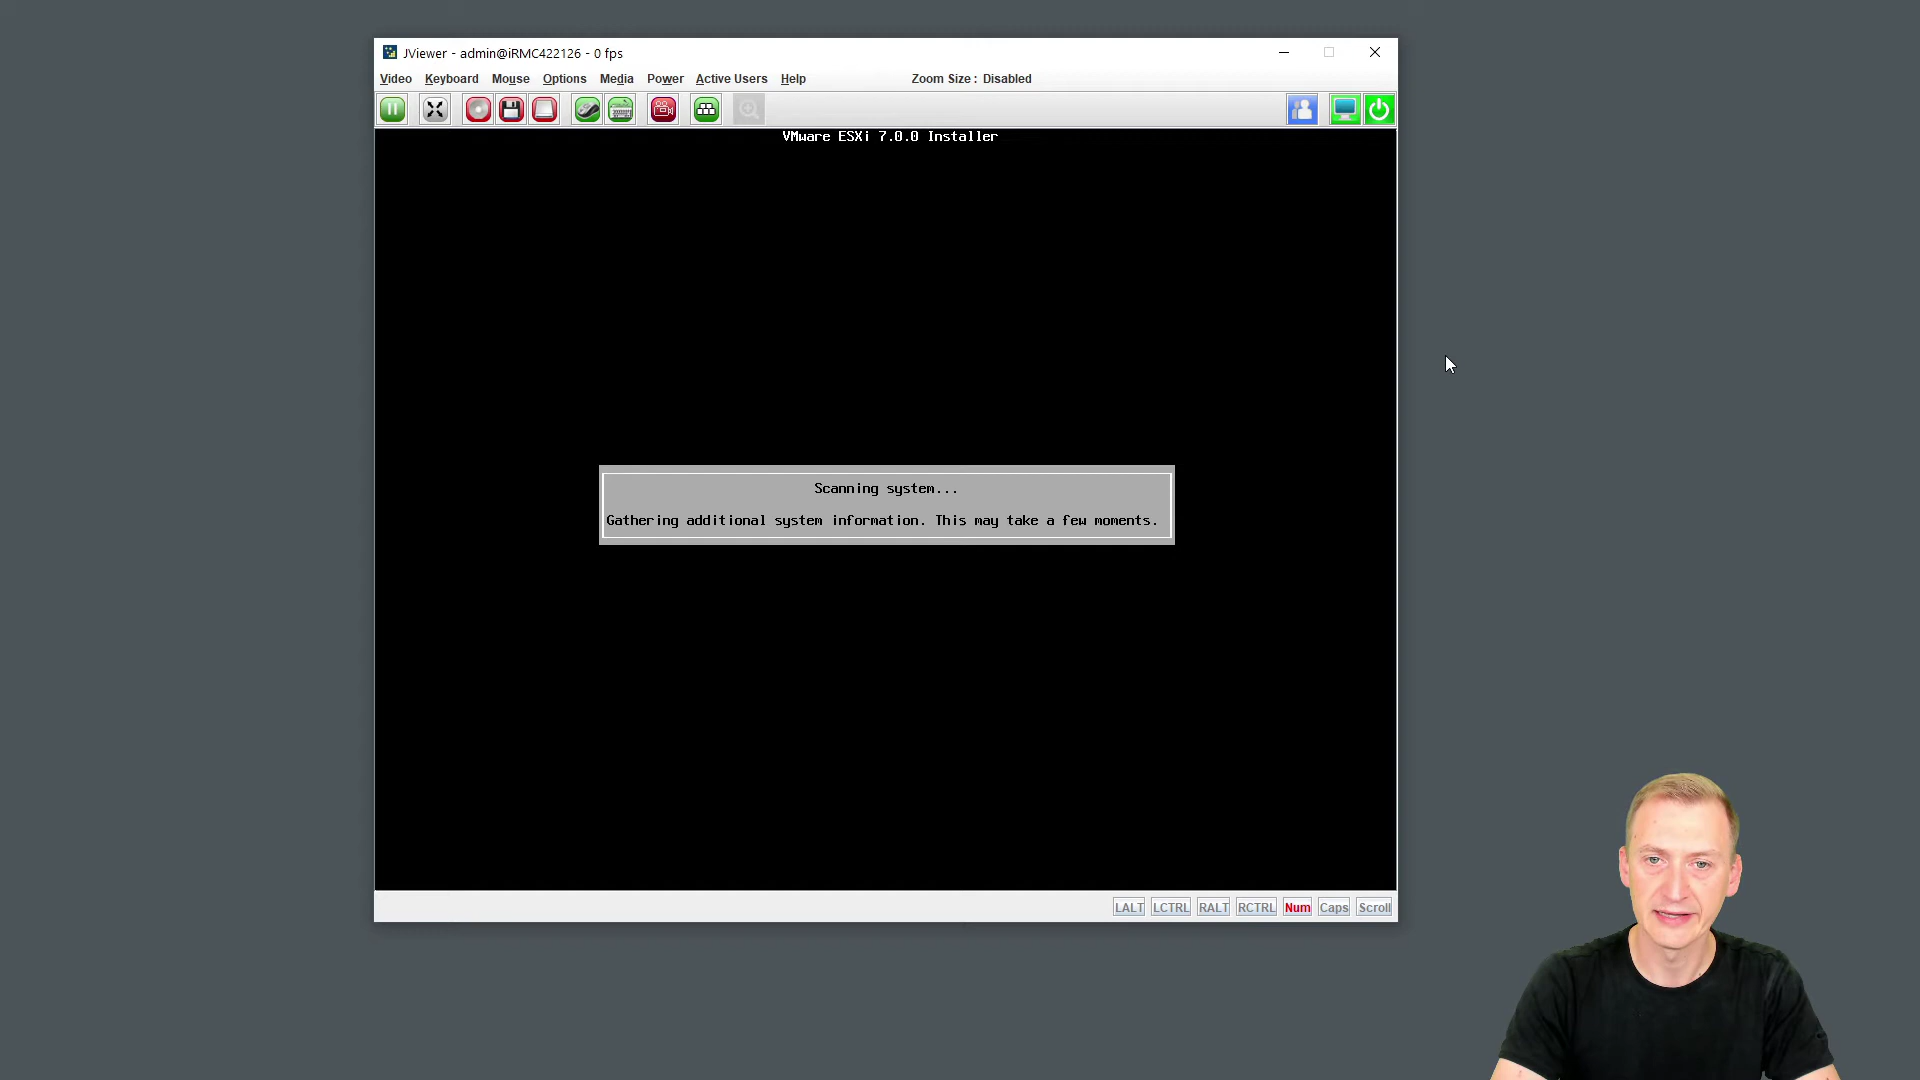 JViewer - admin@iRMC422126 - 0 fps
Video Keyboard Mouse Options Media Power Active Users Help Zoom Size : Disabled
VMware ESXi 7.0.0 Installer
Scanning system...
Gathering additional system information. This may take a few moments.
LALT LCTRL RALT RCTRL Num Caps Scroll